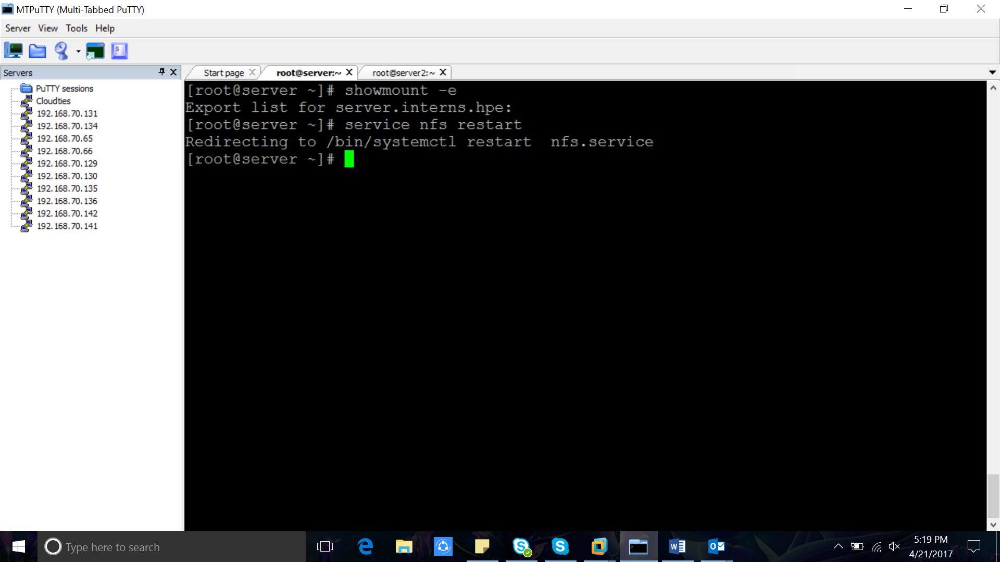 MTPuTTY (Multi-Tabbed PuTTY)
Server View Tools Help
Servers
PuTTY sessions
Cloudties
192.168.70.131
192.168.70.134
192.168.70.65
192.168.70.66
192.168.70.129
192.168.70.130
192.168.70.135
192.168.70.136
192.168.70.142
192.168.70.141
Start page root@server:~ root@server2:~
[root@server ~]# showmount -e
Export list for server.interns.hpe:
[root@server ~]# service nfs restart
Redirecting to /bin/systemctl restart  nfs.service
[root@server ~]#
Type here to search
5:19 PM
4/21/2017